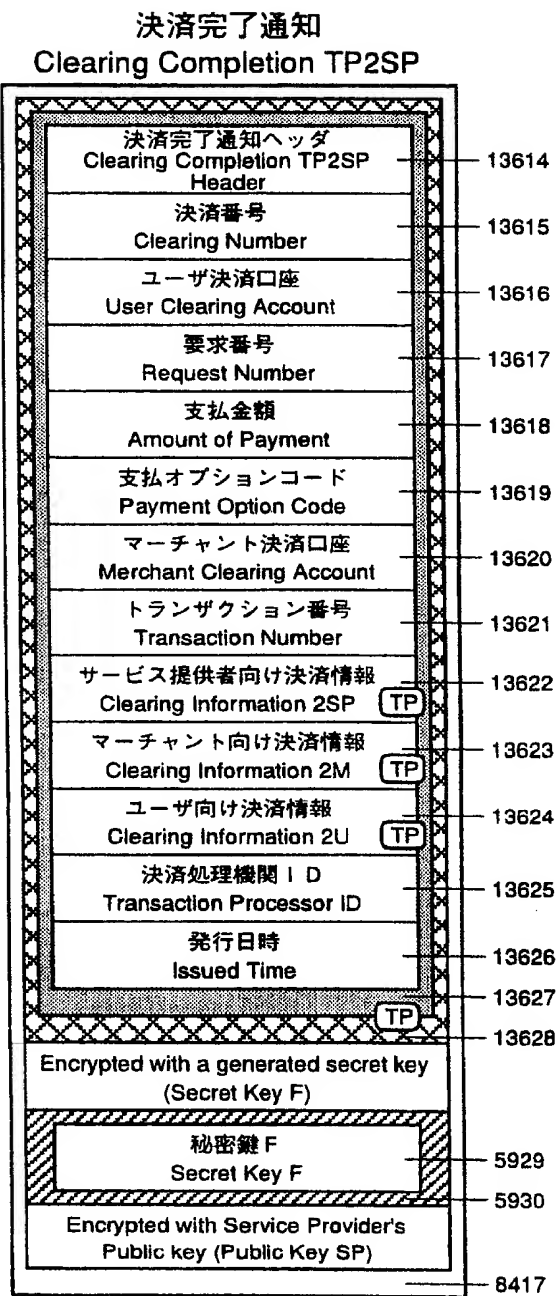 決済完了通知
Clearing Completion TP2SP
決済完了通知ヘッダ
Clearing Completion TP2SP
Header
13614
決済番号
Clearing Number
13615
ユーザ決済口座
User Clearing Account
13616
要求番号
Request Number
13617
支払金額
Amount of Payment
13618
支払オプションコード
Payment Option Code
13619
マーチャント決済口座
Merchant Clearing Account
13620
トランザクション番号
Transaction Number
13621
サービス提供者向け決済情報
Clearing Information 2SP
TP
13622
マーチャント向け決済情報
Clearing Information 2M
TP
13623
ユーザ向け決済情報
Clearing Information 2U
TP
13624
決済処理機関ID
Transaction Processor ID
13625
発行日時
Issued Time
13626
13627
TP
13628
Encrypted with a generated secret key
(Secret Key F)
秘密鍵F
Secret Key F
5929
5930
Encrypted with Service Provider's
Public key (Public Key SP)
8417